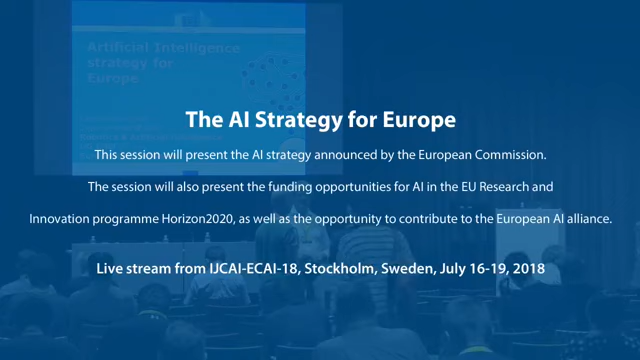 Artificial Intelligence
strategy for
Europe
The AI Strategy for Europe
This session will present the AI strategy announced by the European Commission.
The session will also present the funding opportunities for AI in the EU Research and
Innovation programme Horizon2020, as well as the opportunity to contribute to the European AI alliance.
Live stream from IJCAI-ECAI-18, Stockholm, Sweden, July 16-19, 2018